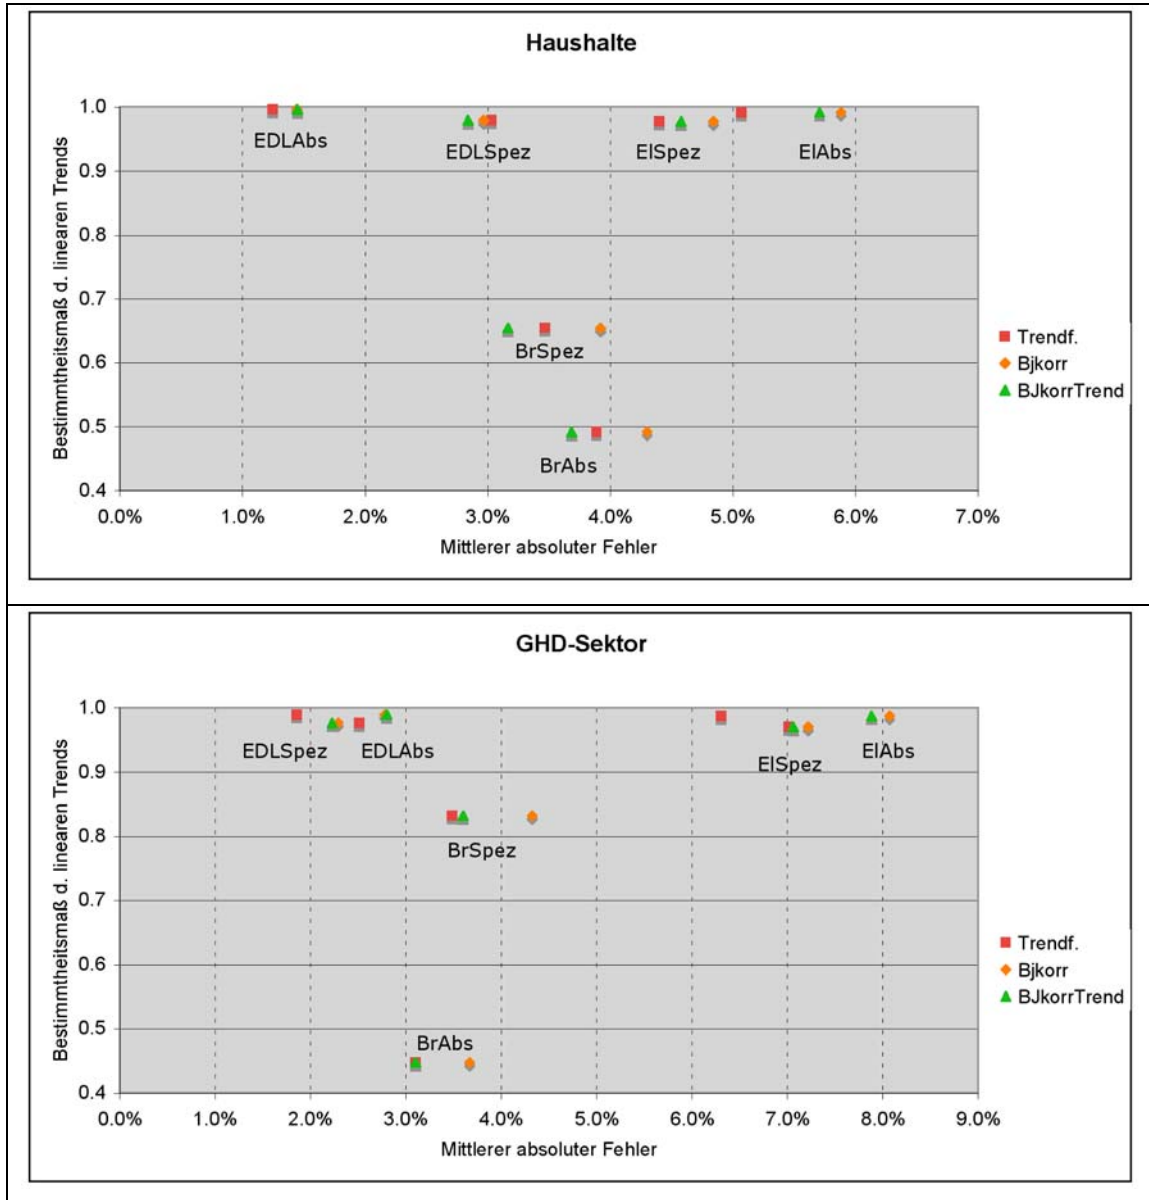 Haushalte
1.0
EDLAbs
EDLSpez
ElSpez
ElAbs
0.9
0.8
0.7
BrSpez
0.6
0.5
BrAbs
0.4
Bestimmtheitsmaß d. linearen Trends
0.0% 1.0% 2.0% 3.0% 4.0% 5.0% 6.0% 7.0%
Mittlerer absoluter Fehler
Trendf.
Bjkorr
BJkorrTrend
GHD-Sektor
1.0
EDLSpez
EDLAbs
ElSpez
ElAbs
0.9
0.8
BrSpez
0.7
0.6
0.5
BrAbs
0.4
Bestimmtheitsmaß d. linearen Trends
0.0% 1.0% 2.0% 3.0% 4.0% 5.0% 6.0% 7.0% 8.0% 9.0%
Mittlerer absoluter Fehler
Trendf.
Bjkorr
BJkorrTrend